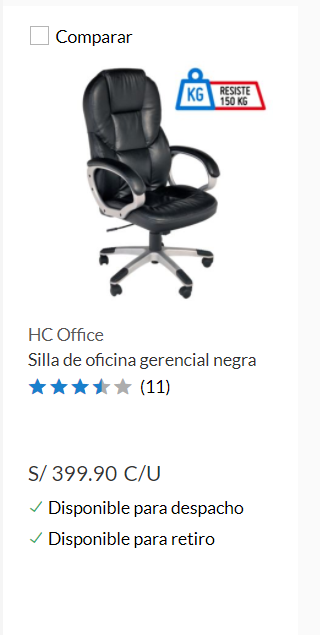 Comparar
KG
RESISTE
150 KG
HC Office
Silla de oficina gerencial negra
(11)
S/ 399.90 C/U
Disponible para despacho
Disponible para retiro